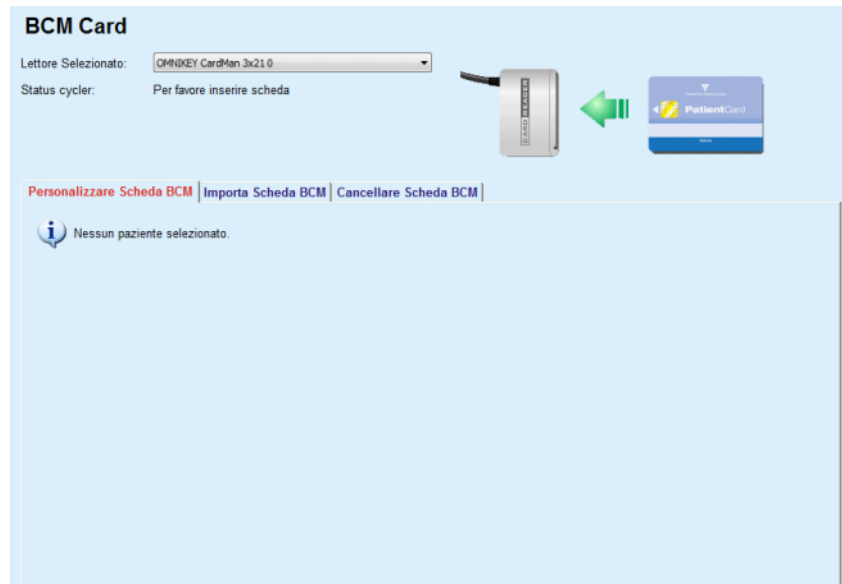 BCM Card
Lettore Selezionato: OMNIKEY CardMan 3x21 0
Status cycler: Per favore inserire scheda
CARD READER
PatientCard
Personalizzare Scheda BCM Importa Scheda BCM Cancellare Scheda BCM
Nessun paziente selezionato.